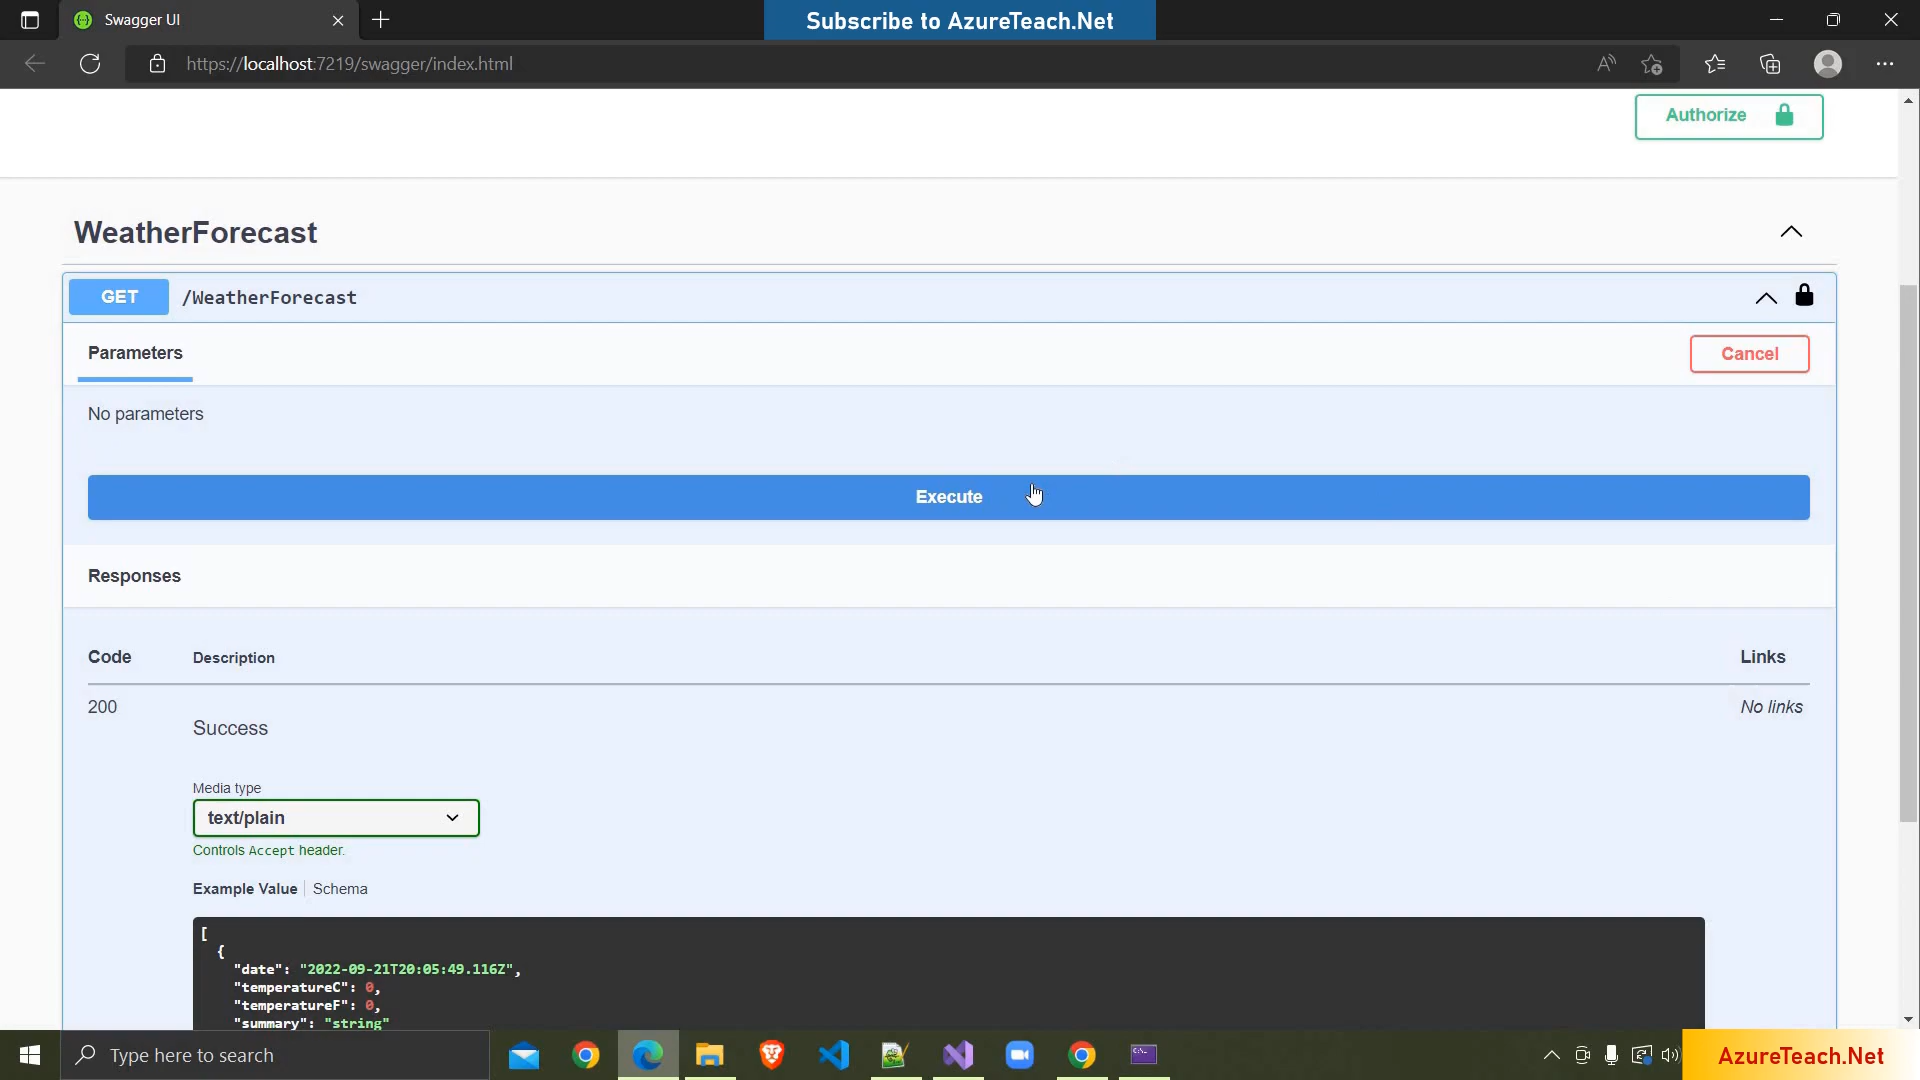 Swagger UI
Subscribe to AzureTeach.Net
https://localhost:7219/swagger/index.html
Authorize
WeatherForecast
GET
/WeatherForecast
Parameters
Cancel
No parameters
Execute
Responses
Code
Description
Links
200
Success
No links
Media type
text/plain
Controls Accept header.
Example Value
Schema
[
{
"date": "2022-09-21T20:05:49.116Z",
"temperatureC": 0,
"temperatureF": 0,
"summary": "string"
Type here to search
AzureTeach.Net